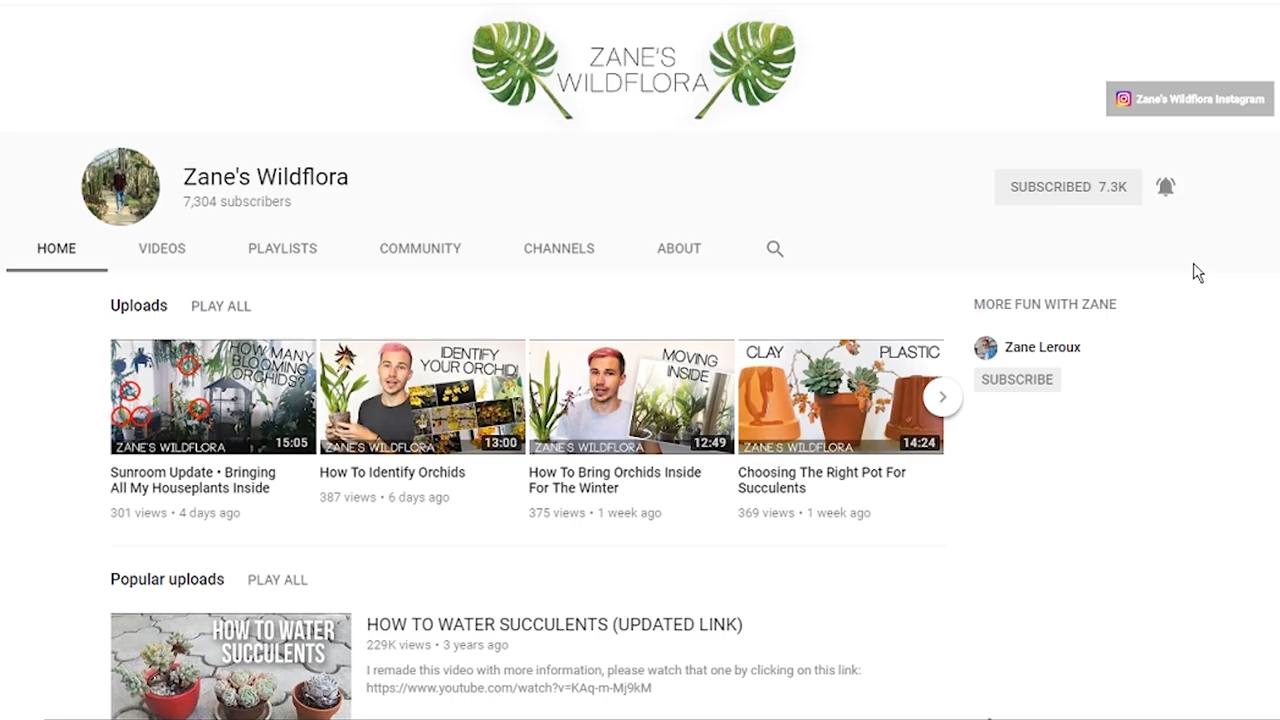 ZANE'S
WILDFLORA
Zane's Wildflora Instagram
Zane's Wildflora
7,304 subscribers
SUBSCRIBED 7.3K
HOME VIDEOS PLAYLISTS COMMUNITY CHANNELS ABOUT
Uploads PLAY ALL
MORE FUN WITH ZANE
Zane Leroux
SUBSCRIBE
HOW MANY
BLOOMING
ORCHIDS?
ZANE'S WILDFLORA
15:05
IDENTIFY
YOUR ORCHID!
ZANE'S WILDFLORA
13:00
MOVING
INSIDE
ZANE'S WILDFLORA
12:49
CLAY PLASTIC
ZANE'S WILDFLORA
14:24
Sunroom Update • Bringing
All My Houseplants Inside
301 views • 4 days ago
How To Identify Orchids
387 views • 6 days ago
How To Bring Orchids Inside
For The Winter
375 views • 1 week ago
Choosing The Right Pot For
Succulents
369 views • 1 week ago
Popular uploads PLAY ALL
HOW TO WATER
SUCCULENTS
HOW TO WATER SUCCULENTS (UPDATED LINK)
229K views • 3 years ago
I remade this video with more information, please watch that one by clicking on this link:
https://www.youtube.com/watch?v=KAq-m-Mj9kM